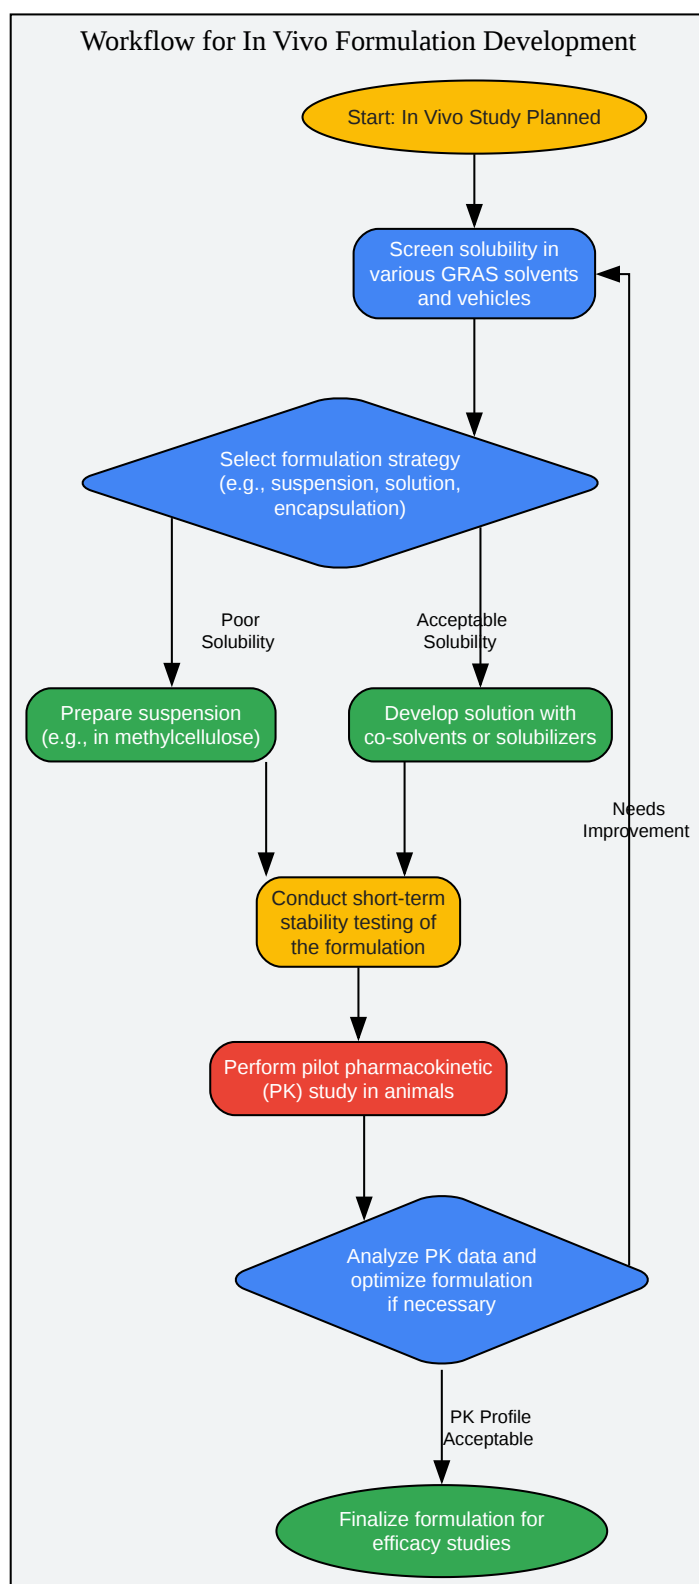 Workflow for In Vivo Formulation Development
Start: In Vivo Study Planned
Screen solubility in
various GRAS solvents
and vehicles
Select formulation strategy
(e.g., suspension, solution,
encapsulation)
Poor
Solubility
Acceptable
Solubility
Prepare suspension
(e.g., in methylcellulose)
Develop solution with
co-solvents or solubilizers
Needs
Improvement
Conduct short-term
stability testing of
the formulation
Perform pilot pharmacokinetic
(PK) study in animals
Analyze PK data and
optimize formulation
if necessary
PK Profile
Acceptable
Finalize formulation for
efficacy studies